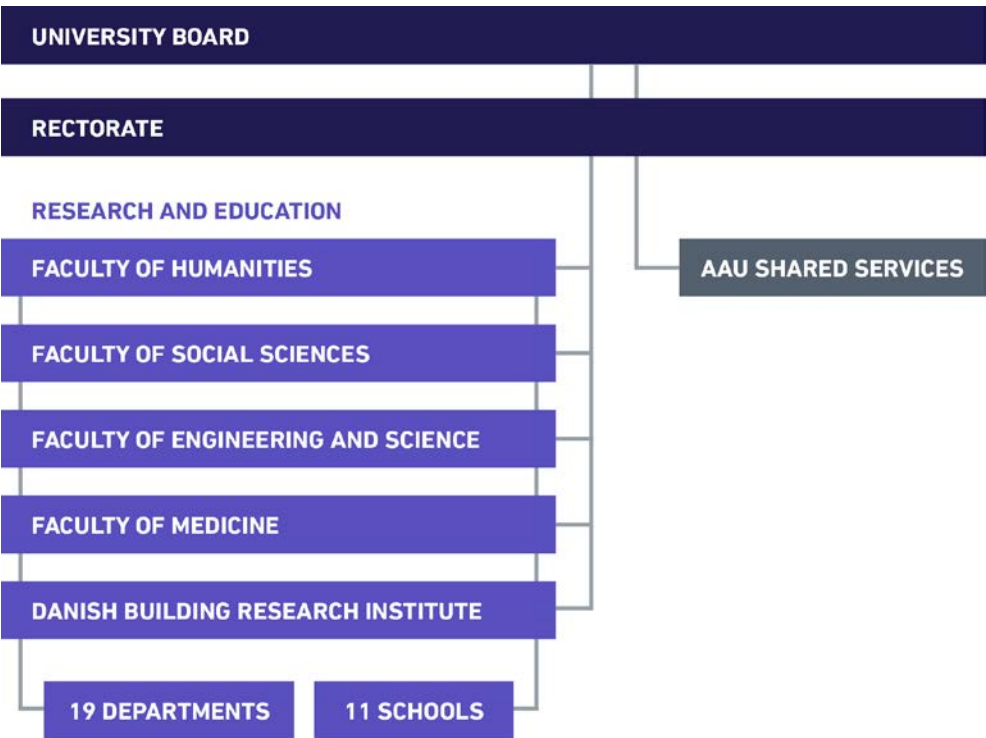 UNIVERSITY BOARD
RECTORATE
RESEARCH AND EDUCATION
FACULTY OF HUMANITIES
AAU SHARED SERVICES
FACULTY OF SOCIAL SCIENCES
FACULTY OF ENGINEERING AND SCIENCE
FACULTY OF MEDICINE
DANISH BUILDING RESEARCH INSTITUTE
19 DEPARTMENTS
11 SCHOOLS